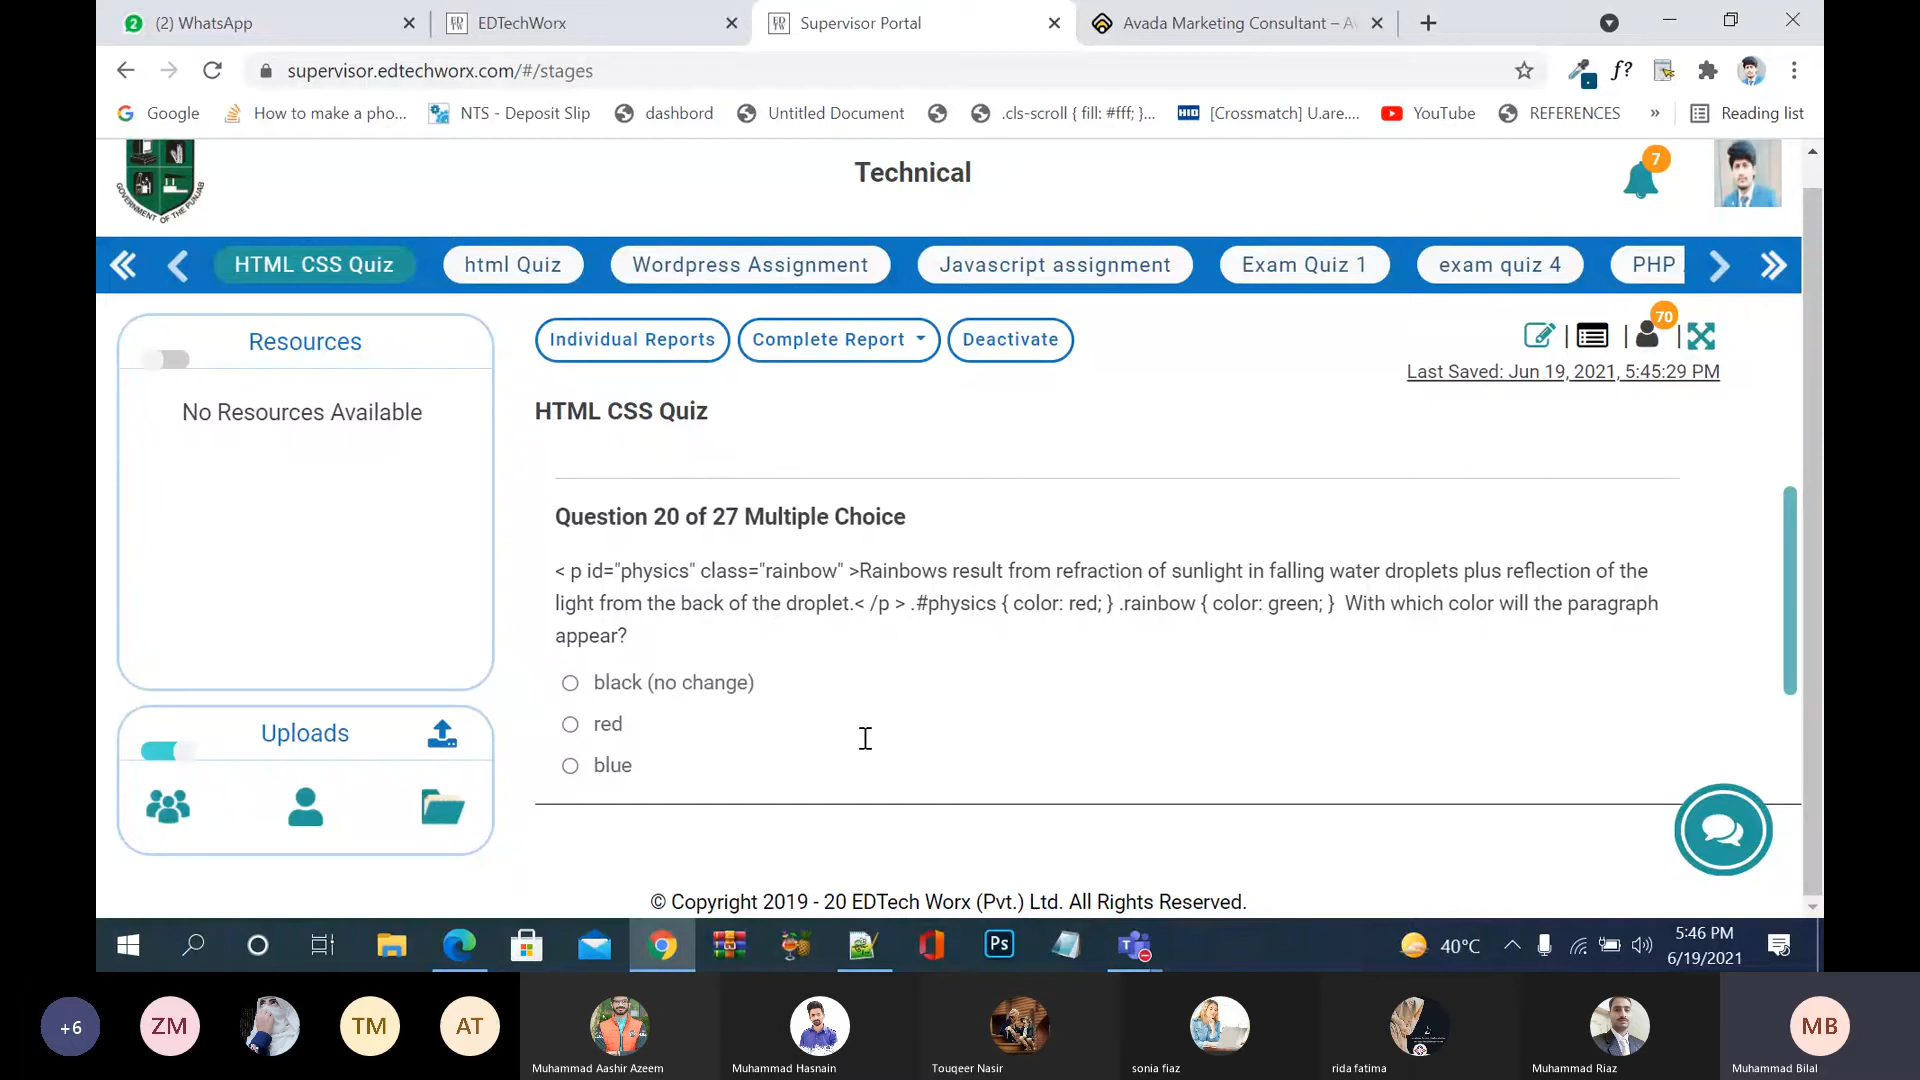 (2) WhatsApp
EDTechWorx
Supervisor Portal
Avada Marketing Consultant – A
supervisor.edtechworx.com/#/stages
f?
Google
How to make a pho...
NTS - Deposit Slip
dashbord
Untitled Document
.cls-scroll { fill: #fff; }...
HID
[Crossmatch] U.are....
YouTube
REFERENCES
»
Reading list
GOVERNMENT OF THE PUNJAB
Technical
7
HTML CSS Quiz
html Quiz
Wordpress Assignment
Javascript assignment
Exam Quiz 1
exam quiz 4
PHP
Resources
No Resources Available
Uploads
Individual Reports
Complete Report
Deactivate
70
Last Saved: Jun 19, 2021, 5:45:29 PM
HTML CSS Quiz
Question 20 of 27 Multiple Choice
< p id="physics" class="rainbow" >Rainbows result from refraction of sunlight in falling water droplets plus reflection of the
light from the back of the droplet.< /p > .#physics { color: red; } .rainbow { color: green; } With which color will the paragraph
appear?
black (no change)
red
blue
© Copyright 2019 - 20 EDTech Worx (Pvt.) Ltd. All Rights Reserved.
Ps
40°C
5:46 PM
6/19/2021
+6
ZM
TM
AT
MB
Muhammad Aashir Azeem
Muhammad Hasnain
Touqeer Nasir
sonia fiaz
rida fatima
Muhammad Riaz
Muhammad Bilal